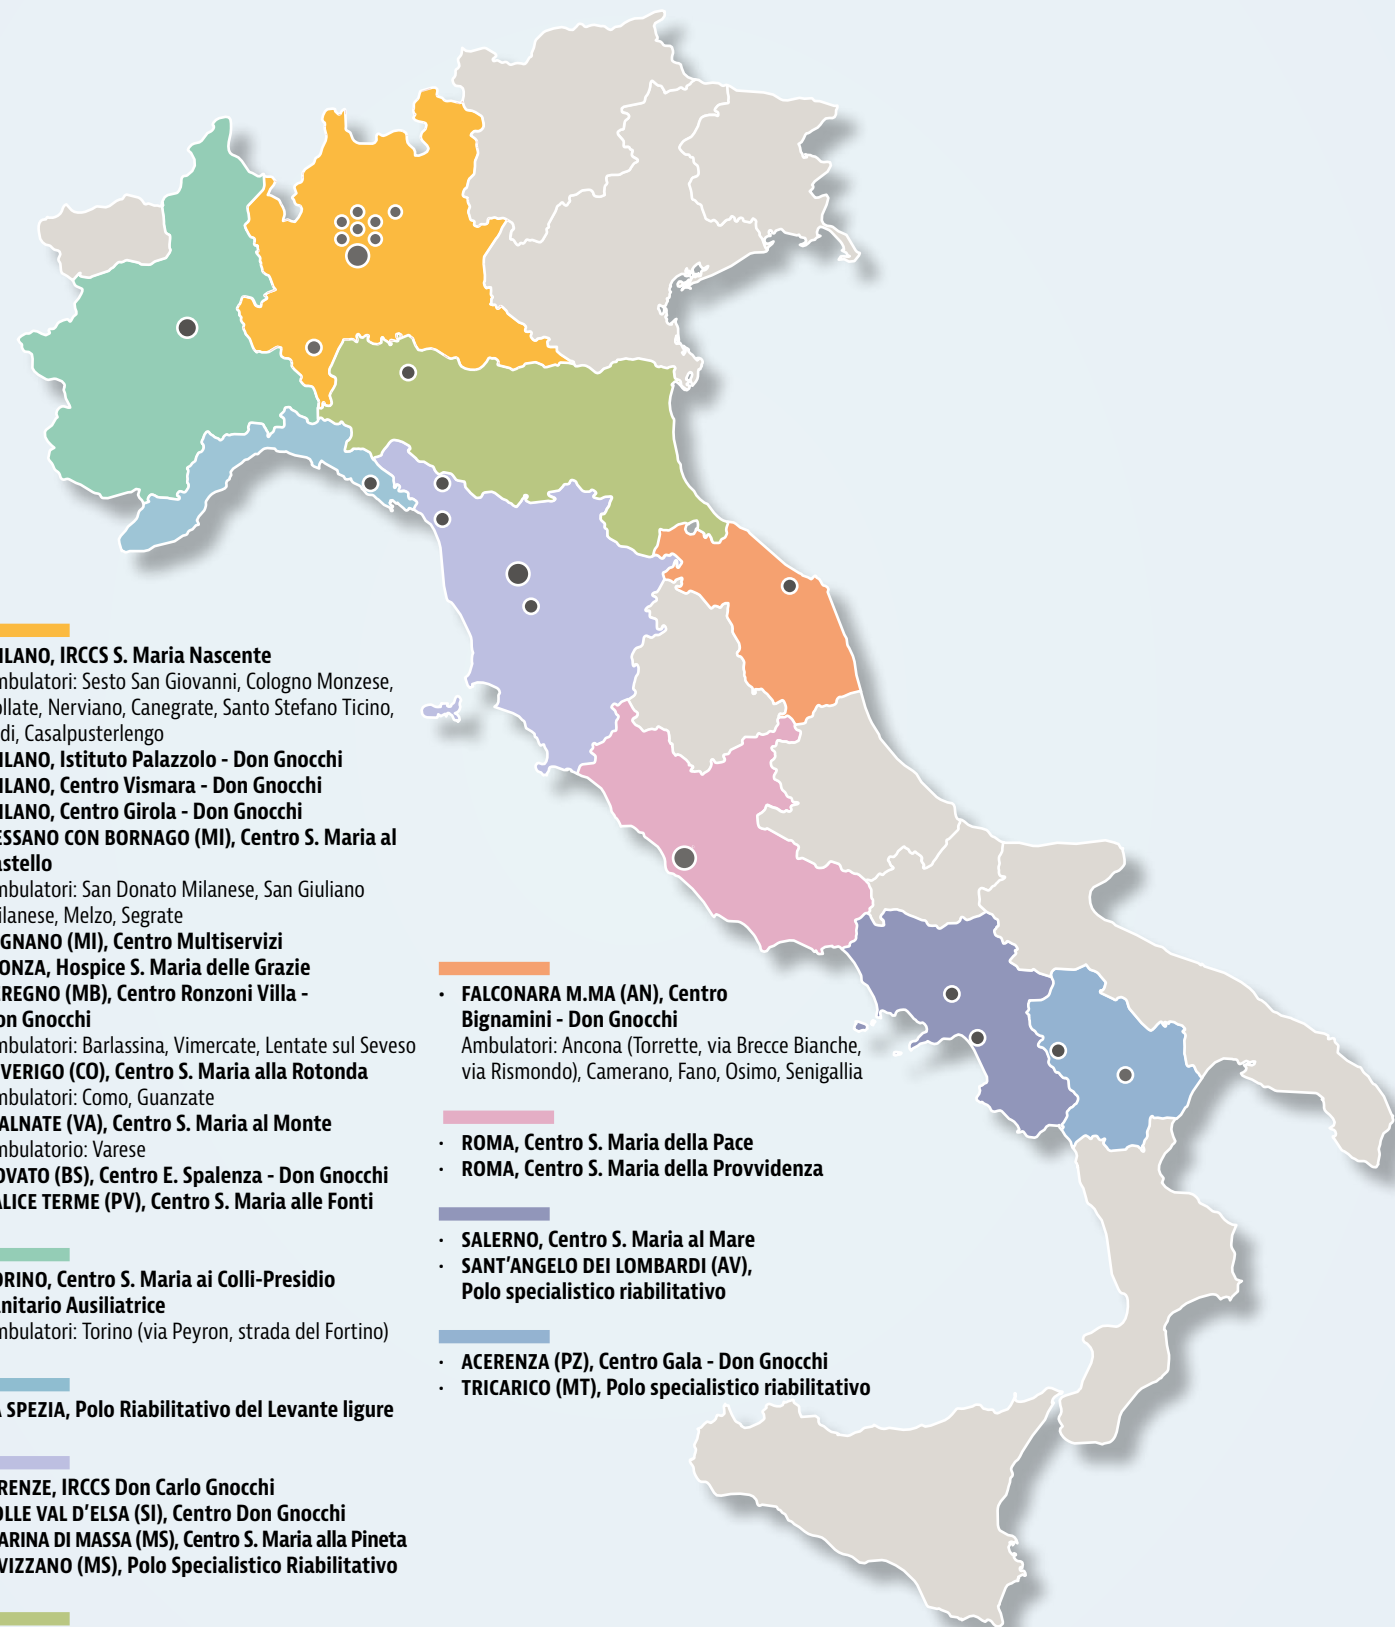 ILANO, IRCCS S. Maria Nascente
mbulatori: Sesto San Giovanni, Cologno Monzese,
ollate, Nerviano, Canegrate, Santo Stefano Ticino,
di, Casalpusterlengo
ILANO, Istituto Palazzolo - Don Gnocchi
ILANO, Centro Vismara - Don Gnocchi
ILANO, Centro Girola - Don Gnocchi
ESSANO CON BORNAGO (MI), Centro S. Maria al
astello
mbulatori: San Donato Milanese, San Giuliano
ilanese, Melzo, Segrate
GNANO (MI), Centro Multiservizi
ONZA, Hospice S. Maria delle Grazie
EREGNO (MB), Centro Ronzoni Villa -
on Gnocchi
mbulatori: Barlassina, Vimercate, Lentate sul Seveso
VERIGO (CO), Centro S. Maria alla Rotonda
mbulatori: Como, Guanzate
ALNATE (VA), Centro S. Maria al Monte
mbulatorio: Varese
OVATO (BS), Centro E. Spalenza - Don Gnocchi
ALICE TERME (PV), Centro S. Maria alle Fonti
ORINO, Centro S. Maria ai Colli-Presidio
nitario Ausiliatrice
mbulatori: Torino (via Peyron, strada del Fortino)
A SPEZIA, Polo Riabilitativo del Levante ligure
RENZE, IRCCS Don Carlo Gnocchi
OLLE VAL D'ELSA (SI), Centro Don Gnocchi
ARINA DI MASSA (MS), Centro S. Maria alla Pineta
VIZZANO (MS), Polo Specialistico Riabilitativo
· FALCONARA M.MA (AN), Centro
Bignamini - Don Gnocchi
Ambulatori: Ancona (Torrette, via Brecce Bianche,
via Rismondo), Camerano, Fano, Osimo, Senigallia
· ROMA, Centro S. Maria della Pace
· ROMA, Centro S. Maria della Provvidenza
· SALERNO, Centro S. Maria al Mare
· SANT'ANGELO DEI LOMBARDI (AV),
Polo specialistico riabilitativo
· ACERENZA (PZ), Centro Gala - Don Gnocchi
· TRICARICO (MT), Polo specialistico riabilitativo